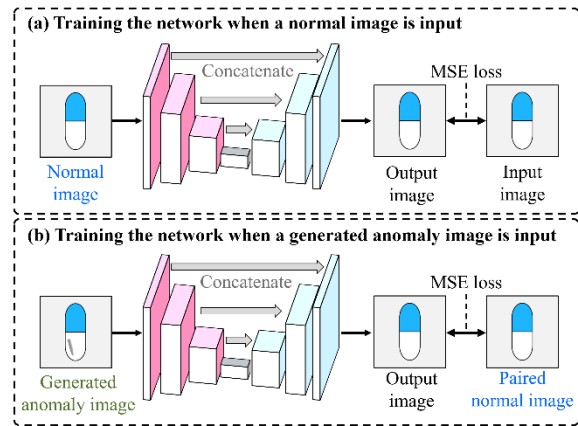 (a) Training the network when a normal image is input
Concatenate
MSE loss
Normal
image
Output
image
Input
image
(b) Training the network when a generated anomaly image is input
Concatenate
MSE loss
Generated
anomaly image
Output
image
Paired
normal image